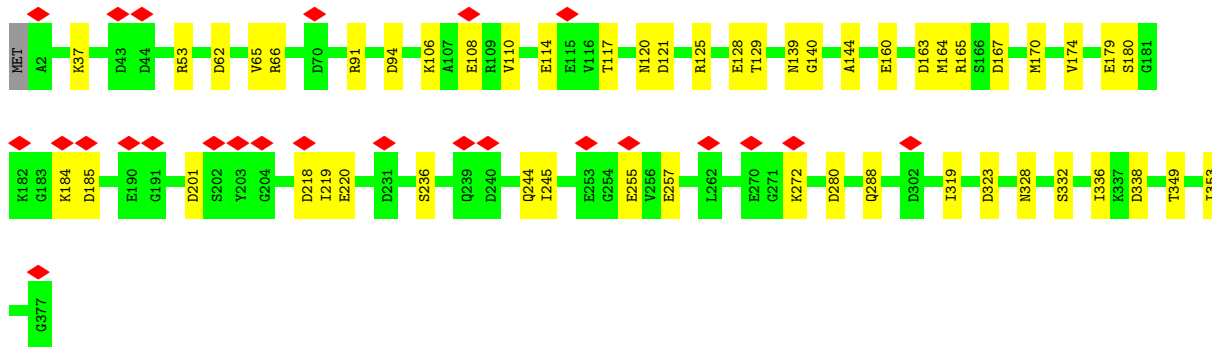 MET A2 K37 D43 D44 R53 D62 V65 R66 D70 R91 D94 K106 A107 E108 R109 V110 E114 E115 V116 T117 N120 D121 R125 E128 T129 N139 G140 A144 E160 D163 M164 R165 S166 D167 M170 V174 E179 S180 G181
K182 G183 K184 D185 E190 G191 D201 S202 Y203 G204 D218 I219 E220 D231 S236 Q239 D240 Q244 I245 E253 G254 E255 V256 E257 L262 E270 G271 K272 D280 Q288 D302 I319 D323 N328 S332 I336 K337 D338 T349 I353
G377